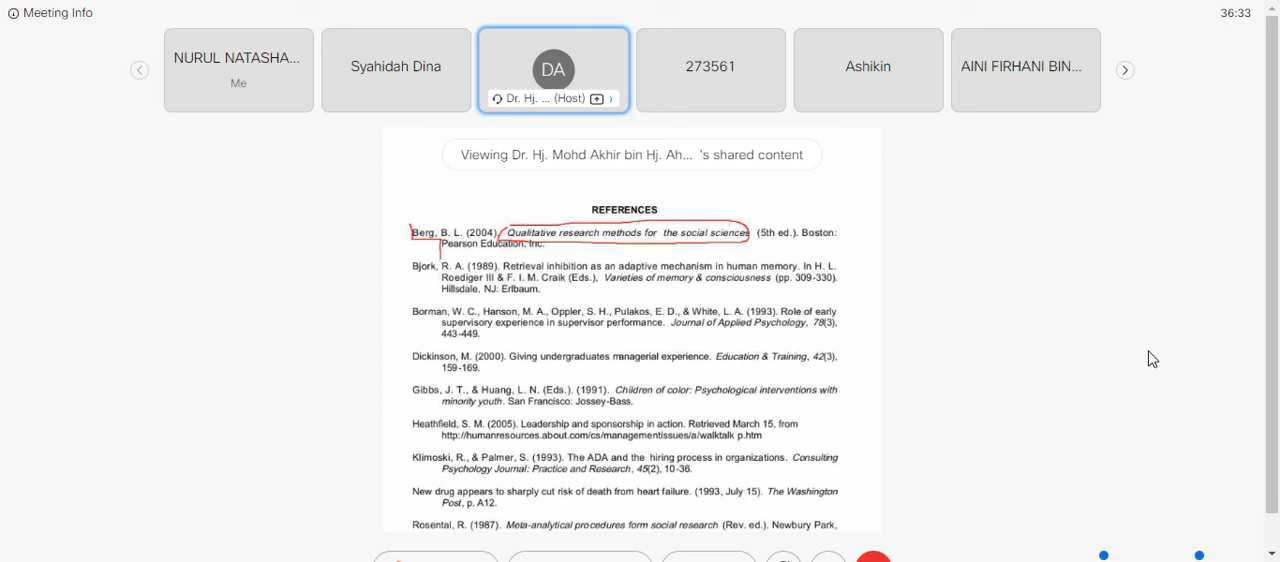 Meeting Info
36:33
NURUL NATASHA...
Me
Syahidah Dina
DA
Dr. Hj. ... (Host)
273561
Ashikin
AINI FIRHANI BIN...
Viewing Dr. Hj. Mohd Akhir bin Hj. Ah... 's shared content
REFERENCES
Berg, B. L. (2004). Qualitative research methods for the social sciences (5th ed.). Boston:
Pearson Education, Inc.
Bjork, R. A. (1989). Retrieval inhibition as an adaptive mechanism in human memory. In H. L.
Roediger III & F. I. M. Craik (Eds.), Varieties of memory & consciousness (pp. 309-330).
Hillsdale, NJ: Erlbaum.
Borman, W. C., Hanson, M. A., Oppler, S. H., Pulakos, E. D., & White, L. A. (1993). Role of early
supervisory experience in supervisor performance. Journal of Applied Psychology, 78(3),
443-449.
Dickinson, M. (2000). Giving undergraduates managerial experience. Education & Training, 42(3),
159-169.
Gibbs, J. T., & Huang, L. N. (Eds.). (1991). Children of color: Psychological interventions with
minority youth. San Francisco: Jossey-Bass.
Heathfield, S. M. (2005). Leadership and sponsorship in action. Retrieved March 15, from
http://humanresources.about.com/cs/managementissues/a/walktalk p.htm
Klimoski, R., & Palmer, S. (1993). The ADA and the hiring process in organizations. Consulting
Psychology Journal: Practice and Research, 45(2), 10-36.
New drug appears to sharply cut risk of death from heart failure. (1993, July 15). The Washington
Post, p. A12.
Rosental, R. (1987). Meta-analytical procedures form social research (Rev. ed.). Newbury Park,